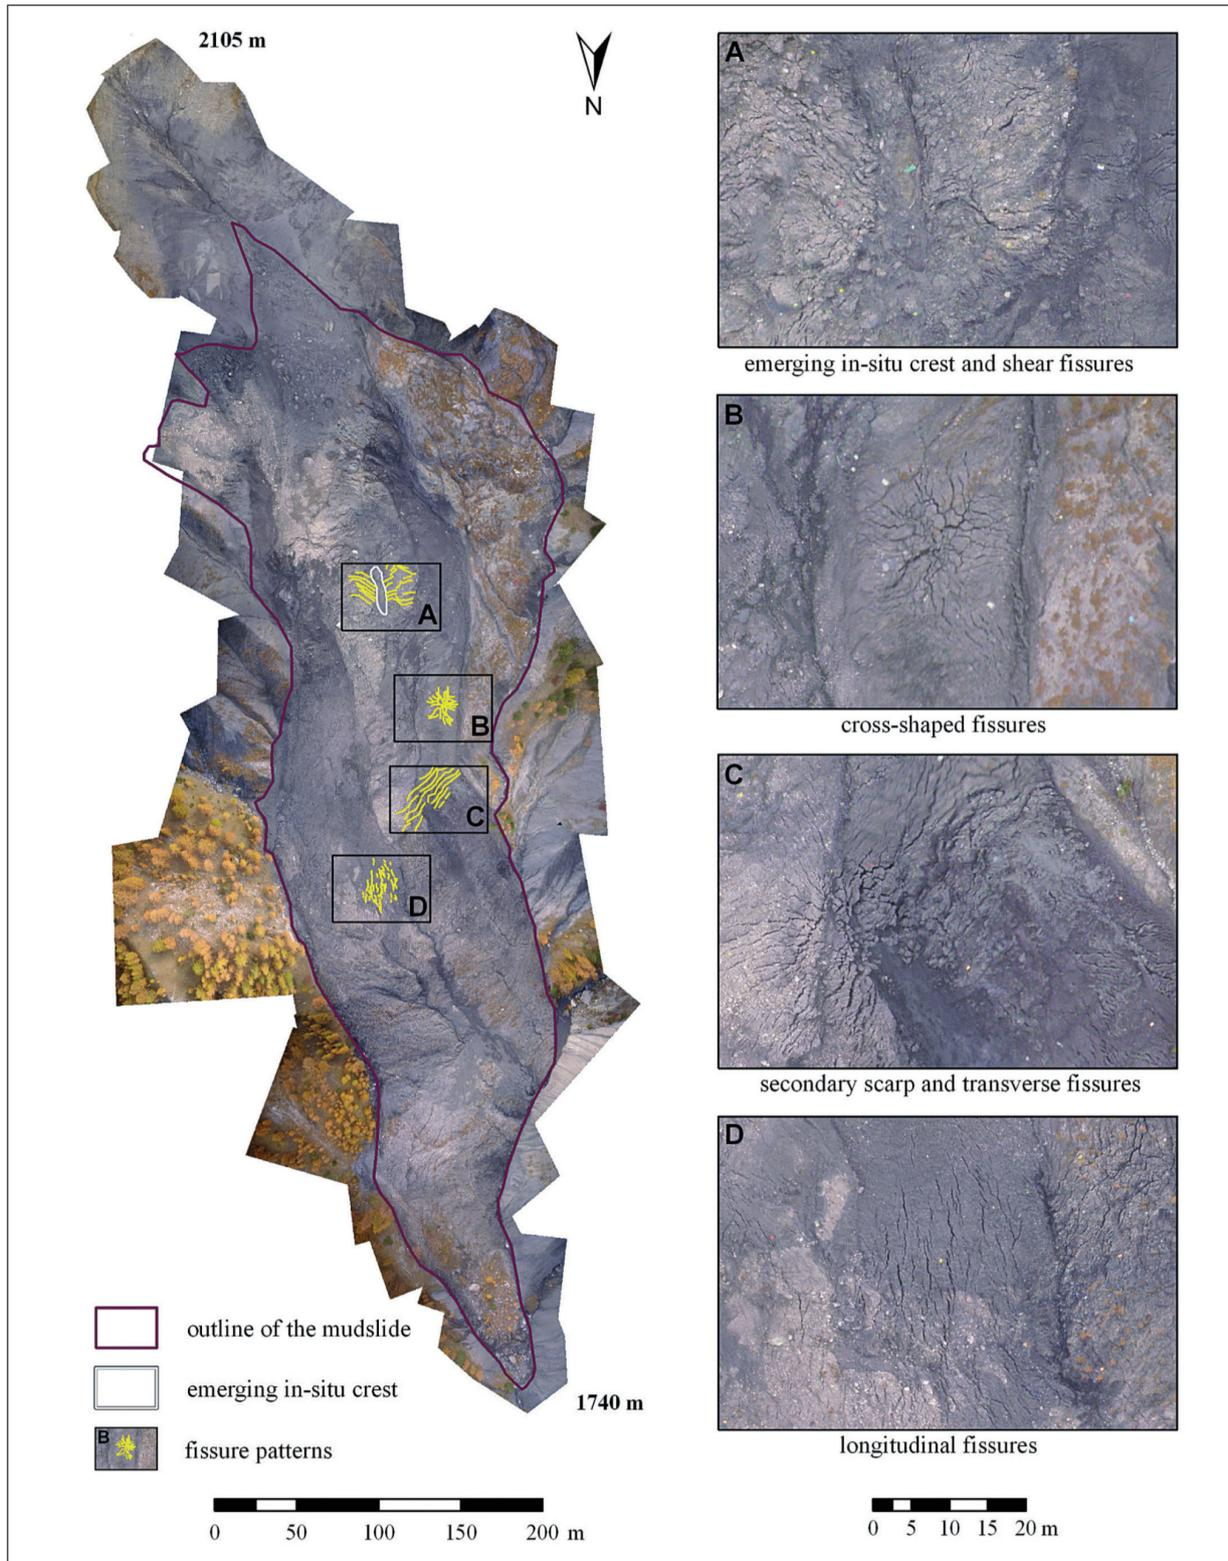 2105 m
N
A
B
C
D
outline of the mudslide
emerging in-situ crest
B
fissure patterns
1740 m
0 50 100 150 200 m
A
emerging in-situ crest and shear fissures
B
cross-shaped fissures
C
secondary scarp and transverse fissures
D
longitudinal fissures
0 5 10 15 20 m